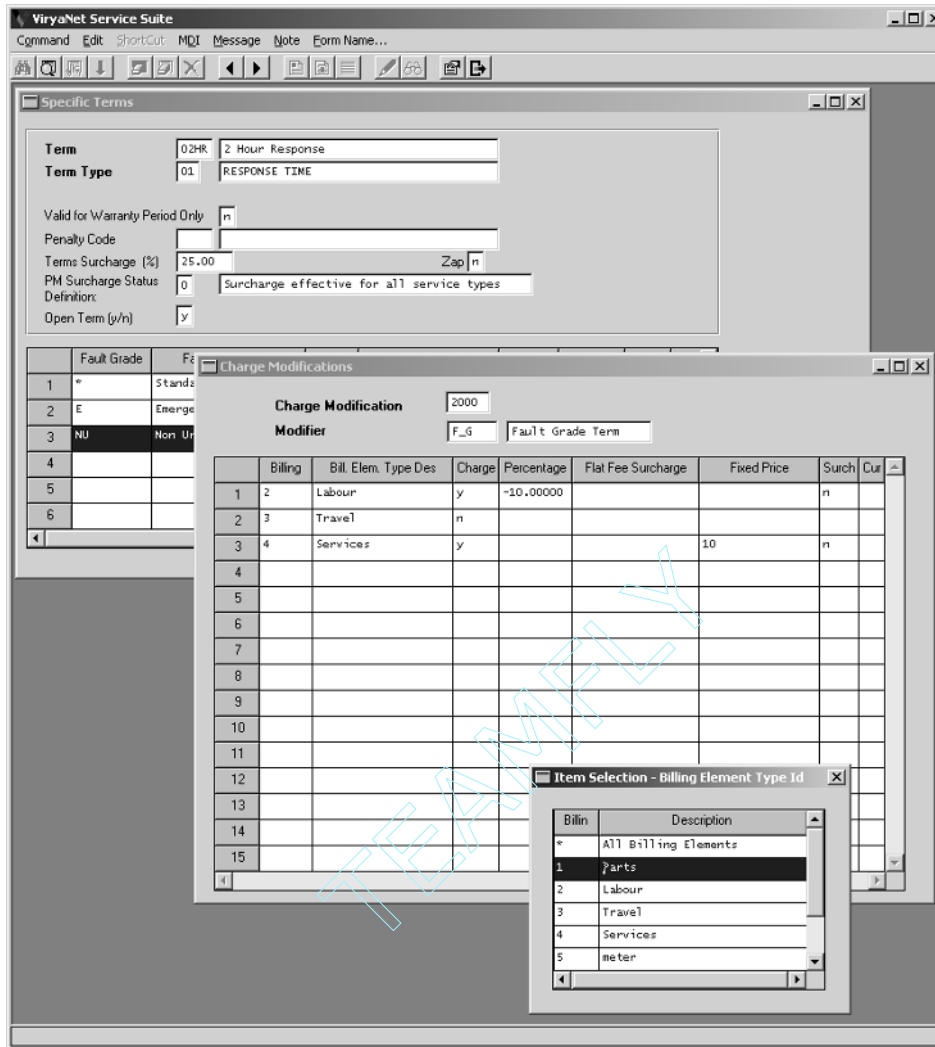 ViryaNet Service Suite
Command Edit ShortCut MDI Message Note Form Name...
Specific Terms
Term 02HR 2 Hour Response
Term Type 01 RESPONSE TIME
Valid for Warranty Period Only n
Penalty Code
Terms Surcharge (%) 25.00 Zap n
PM Surcharge Status Definition: 0 Surcharge effective for all service types
Open Term (y/n) y
Fault Grade Fa
1 * Standa
2 E Emerge
3 NU Non Ur
4
5
6
Charge Modifications
Charge Modification 2000
Modifier F_G Fault Grade Term
Billing Bill. Elem. Type Des Charge Percentage Flat Fee Surcharge Fixed Price Surch Cur
1 2 Labour y -10.00000 n
2 3 Travel n
3 4 Services y 10 n
4
5
6
7
8
9
10
11
12
13
14
15
Item Selection - Billing Element Type Id
Billin Description
* All Billing Elements
1 Parts
2 Labour
3 Travel
4 Services
5 meter
TEAMFLY